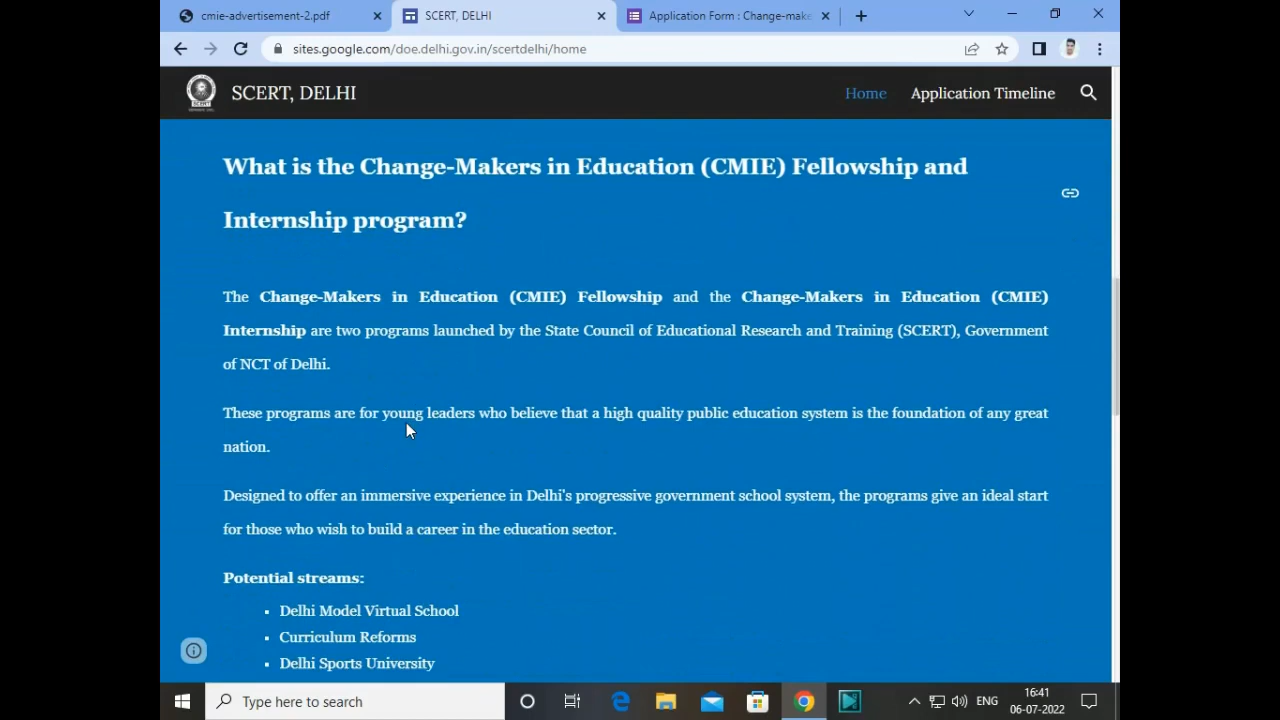 cmie-advertisement-2.pdf
SCERT, DELHI
Application Form : Change-make
sites.google.com/doe.delhi.gov.in/scertdelhi/home
SCERT, DELHI
Home
Application Timeline
What is the Change-Makers in Education (CMIE) Fellowship and
Internship program?
The Change-Makers in Education (CMIE) Fellowship and the Change-Makers in Education (CMIE)
Internship are two programs launched by the State Council of Educational Research and Training (SCERT), Government
of NCT of Delhi.
These programs are for young leaders who believe that a high quality public education system is the foundation of any great
nation.
Designed to offer an immersive experience in Delhi's progressive government school system, the programs give an ideal start
for those who wish to build a career in the education sector.
Potential streams:
▪ Delhi Model Virtual School
▪ Curriculum Reforms
▪ Delhi Sports University
Type here to search
ENG
16:41
06-07-2022